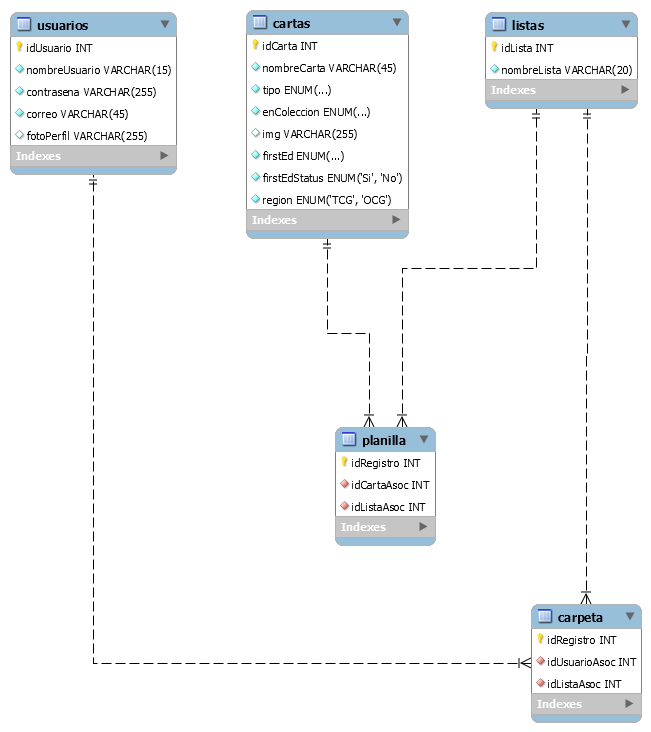 usuarios
idUsuario INT
nombreUsuario VARCHAR(15)
contrasena VARCHAR(255)
correo VARCHAR(45)
fotoPerfil VARCHAR(255)
Indexes
cartas
idCarta INT
nombreCarta VARCHAR(45)
tipo ENUM(...)
enColeccion ENUM(...)
img VARCHAR(255)
firstEd ENUM(...)
firstEdStatus ENUM('Si', 'No')
region ENUM('TCG', 'OCG')
Indexes
listas
idLista INT
nombreLista VARCHAR(20)
Indexes
planilla
idRegistro INT
idCartaAsoc INT
idListaAsoc INT
Indexes
carpeta
idRegistro INT
idUsuarioAsoc INT
idListaAsoc INT
Indexes